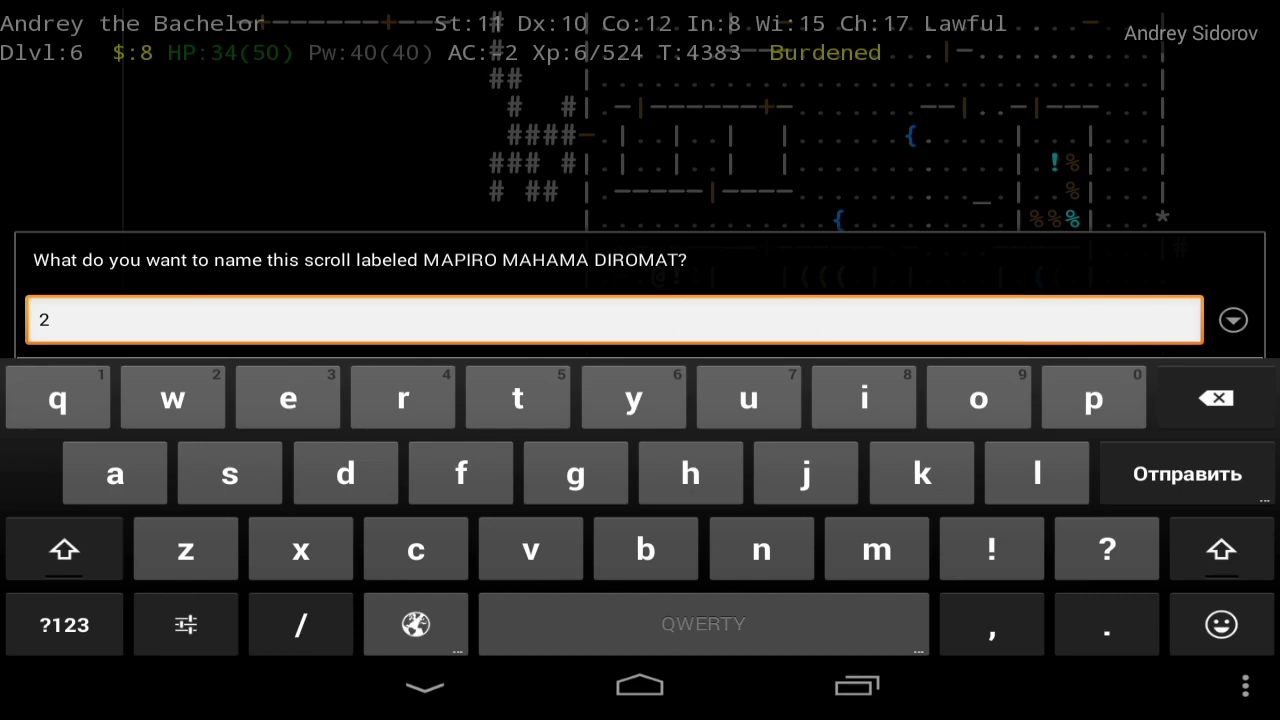 Andrey the Bachelor St:11 Dx:10 Co:12 In:8 Wi:15 Ch:17 Lawful
Dlvl:6 $:8 HP:34(50) Pw:40(40) AC:-2 Xp:6/524 T:4383 Burdened
Andrey Sidorov
What do you want to name this scroll labeled MAPIRO MAHAMA DIROMAT?
2
1 2 3 4 5 6 7 8 9 0
q w e r t y u i o p
a s d f g h j k l Отправить
z x c v b n m ! ?
?123 / QWERTY , .